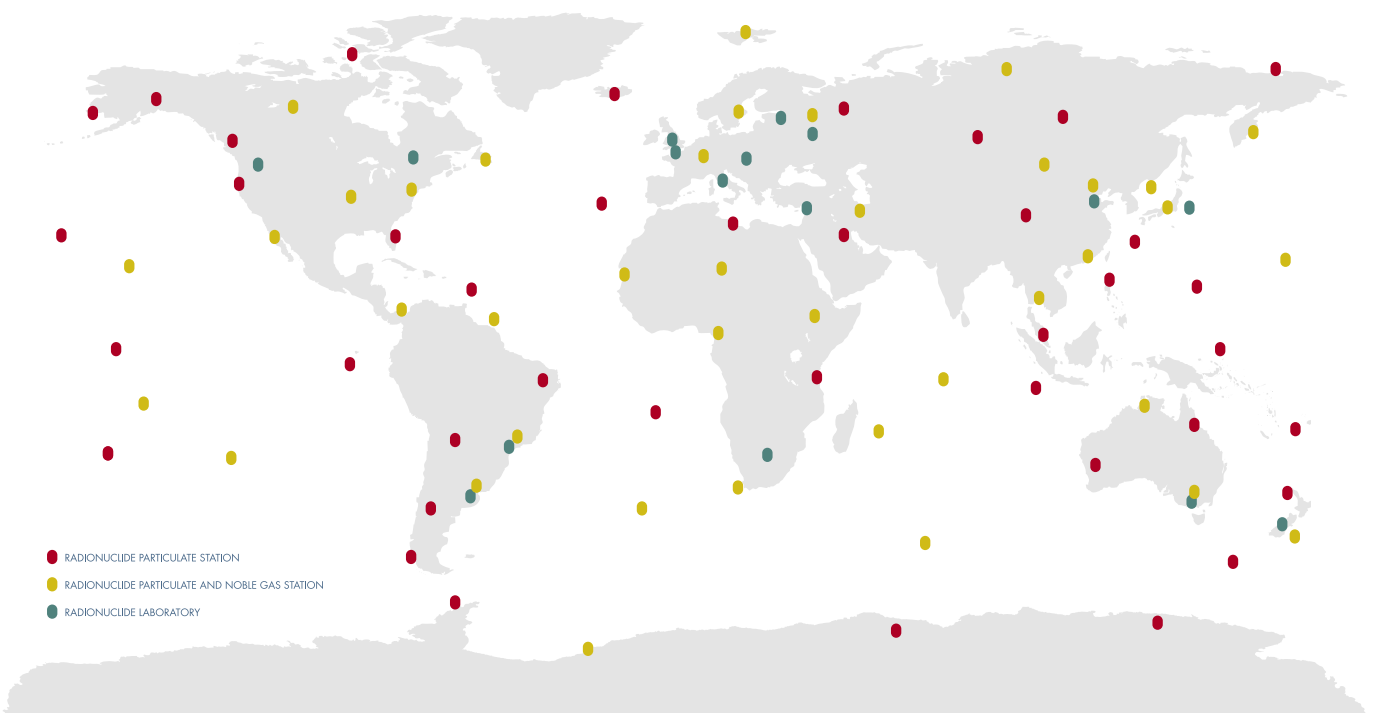 RADIONUCLIDE PARTICULATE STATION
RADIONUCLIDE PARTICULATE AND NOBLE GAS STATION
RADIONUCLIDE LABORATORY